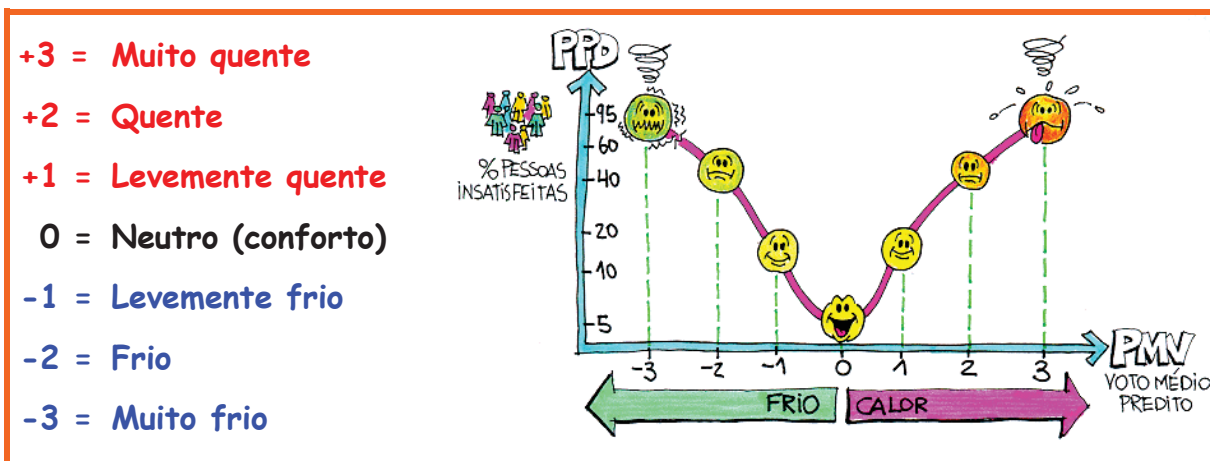 +3 = Muito quente
+2 = Quente
+1 = Levemente quente
0 = Neutro (conforto)
-1 = Levemente frio
-2 = Frio
-3 = Muito frio
PPD
% PESSOAS
INSATISFEITAS
95
60
40
20
10
5
-3 -2 -1 0 1 2 3
PMV
VOTO MÉDIO
PREDITO
FRIO CALOR